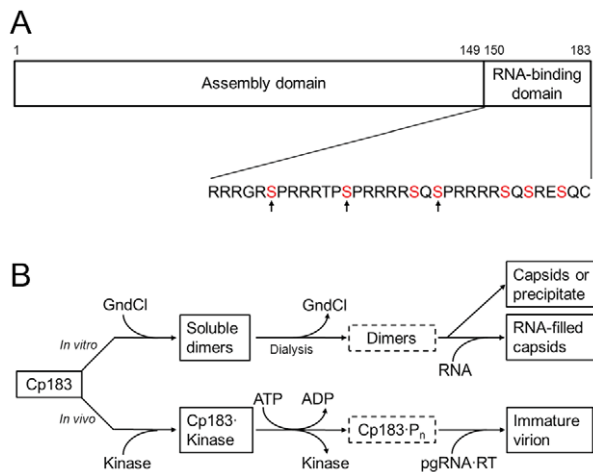 A
1 149 150 183
Assembly domain
RNA-binding
domain
RRRGRSPRRRTPSPRRRRSQSPRRRRSQSRESQC
B
GndCl
GndCl
Capsids or
precipitate
In vitro
Soluble
dimers
Dialysis
Dimers
RNA-filled
capsids
RNA
Cp183
ATP
ADP
In vivo
Cp183·
Kinase
Cp183·Pn
Immature
virion
Kinase
Kinase
pgRNA·RT